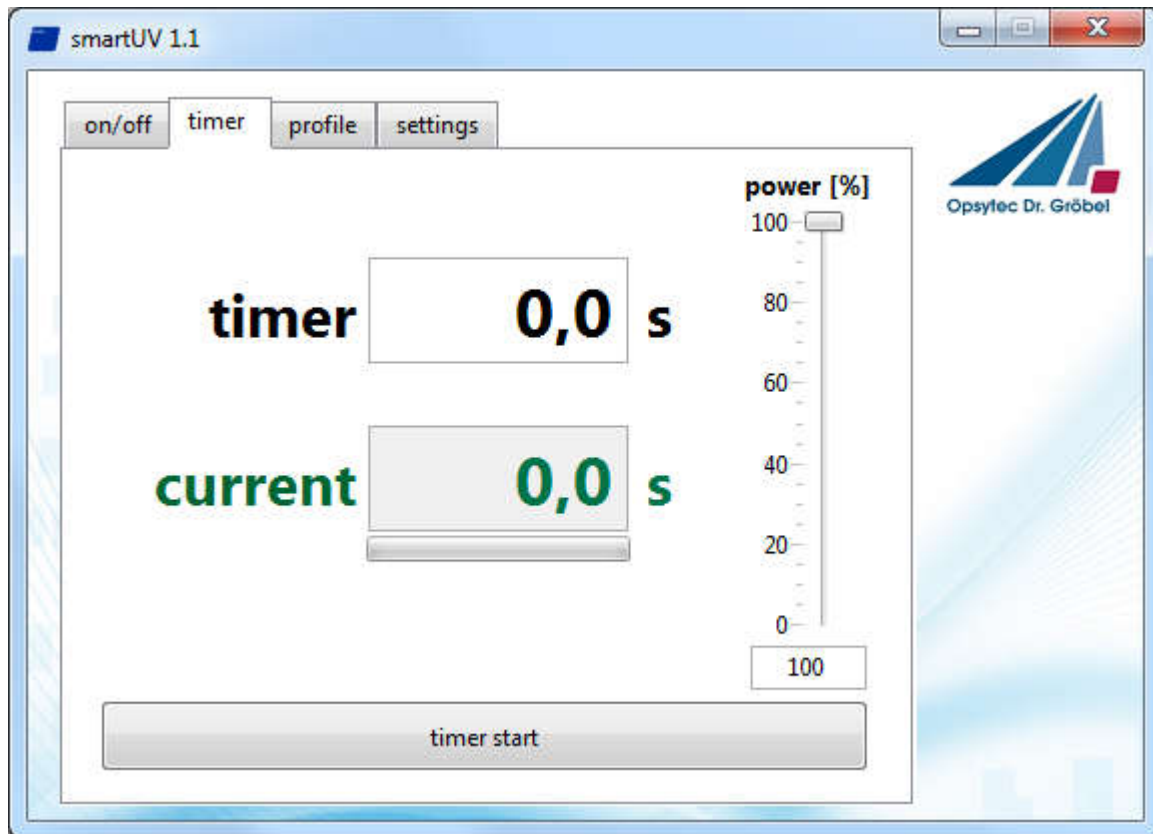 smartUV 1.1
on/off timer profile settings
Opsytec Dr. Gröbel
power [%]
100
timer 0,0 s
80
60
current 0,0 s
40
20
0
100
timer start